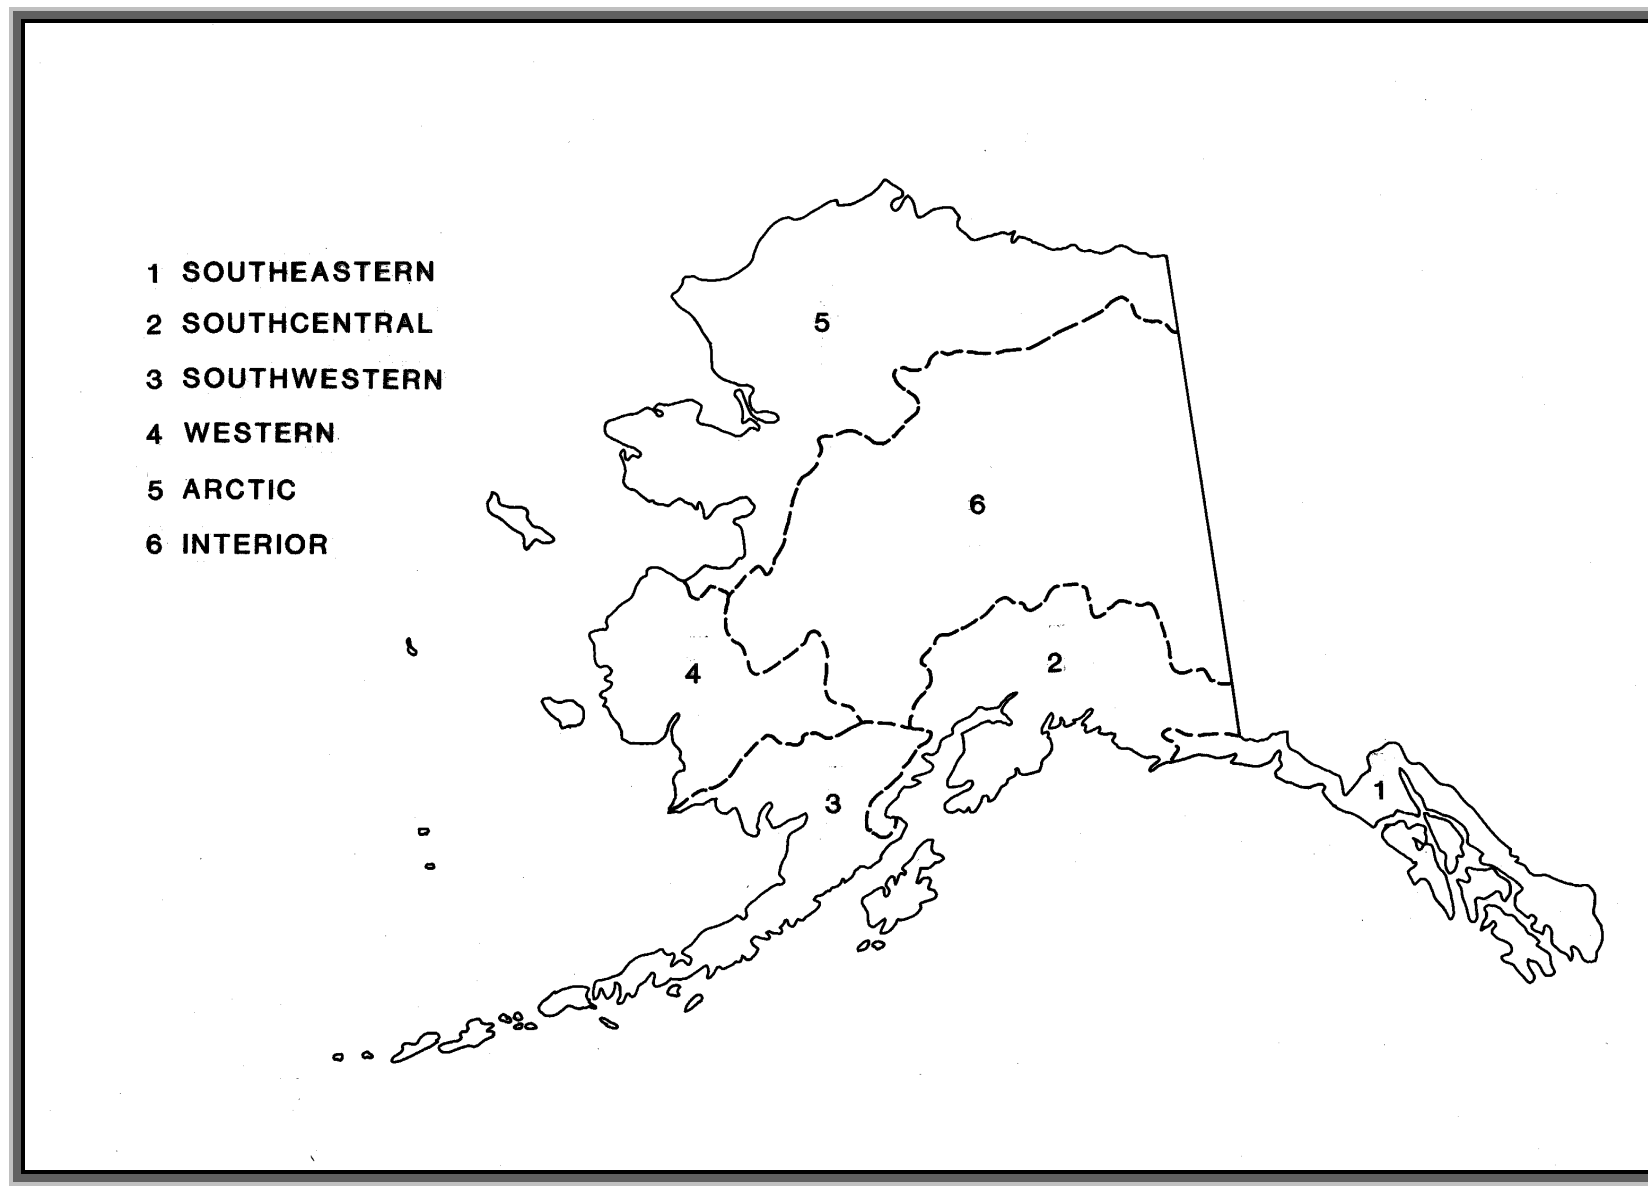 1 SOUTHEASTERN
2 SOUTHCENTRAL
3 SOUTHWESTERN
4 WESTERN
5 ARCTIC
6 INTERIOR
5
6
2
4
1
3